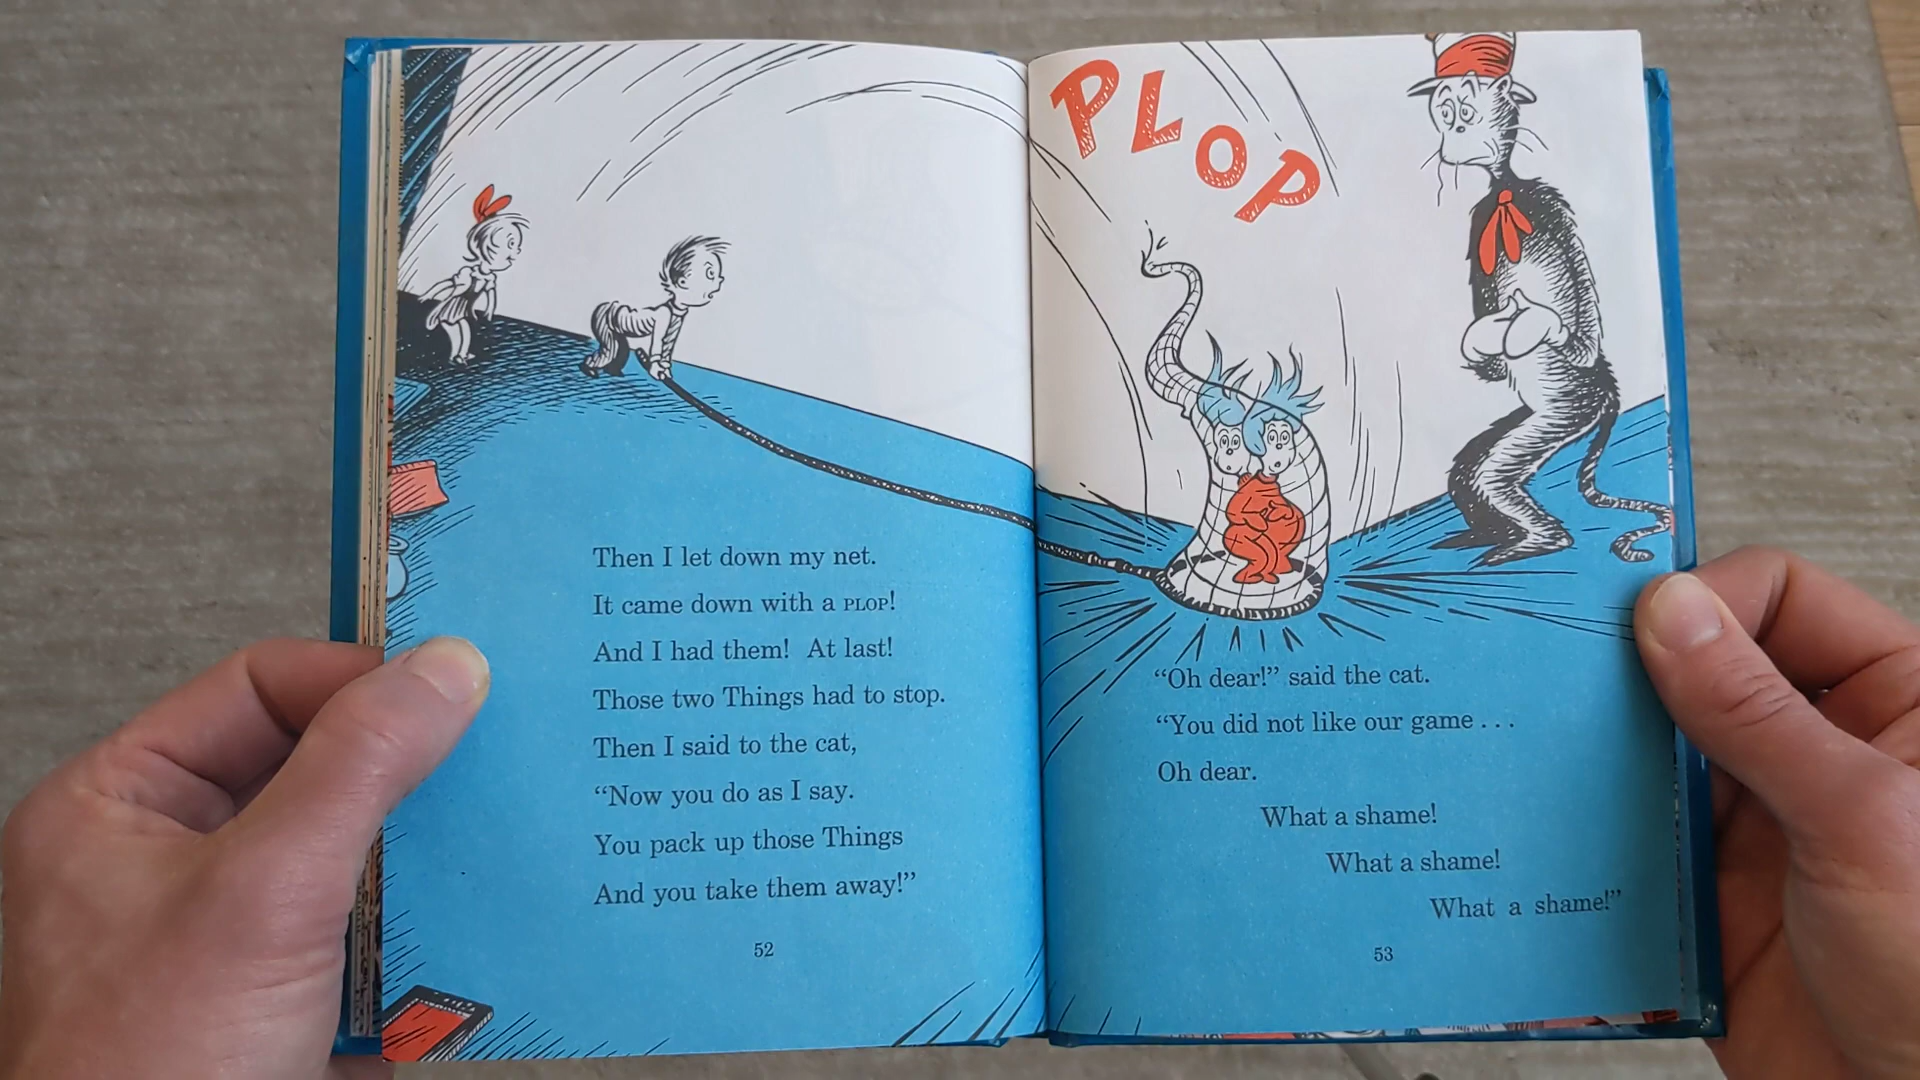 Then I let down my net.
It came down with a PLOP!
And I had them! At last!
Those two Things had to stop.
Then I said to the cat,
“Now you do as I say.
You pack up those Things
And you take them away!”
52
PLOP
“Oh dear!” said the cat.
“You did not like our game . . .
Oh dear.
What a shame!
What a shame!
What a shame!”
53